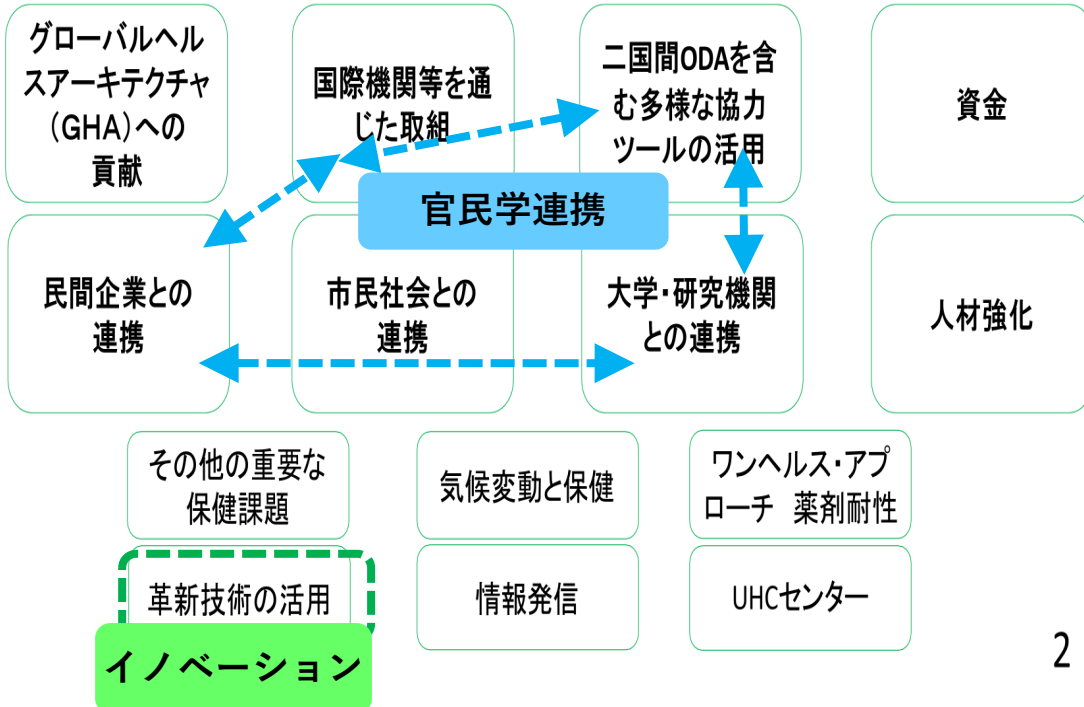 グローバルヘル
スアーキテクチャ
(GHA)への
貢献
国際機関等を通
じた取組
二国間ODAを含
む多様な協力
ツールの活用
資金
官民学連携
民間企業との
連携
市民社会との
連携
大学・研究機関
との連携
人材強化
その他の重要な
保健課題
気候変動と保健
ワンヘルス・アプ
ローチ 薬剤耐性
革新技術の活用
情報発信
UHCセンター
イノベーション
2